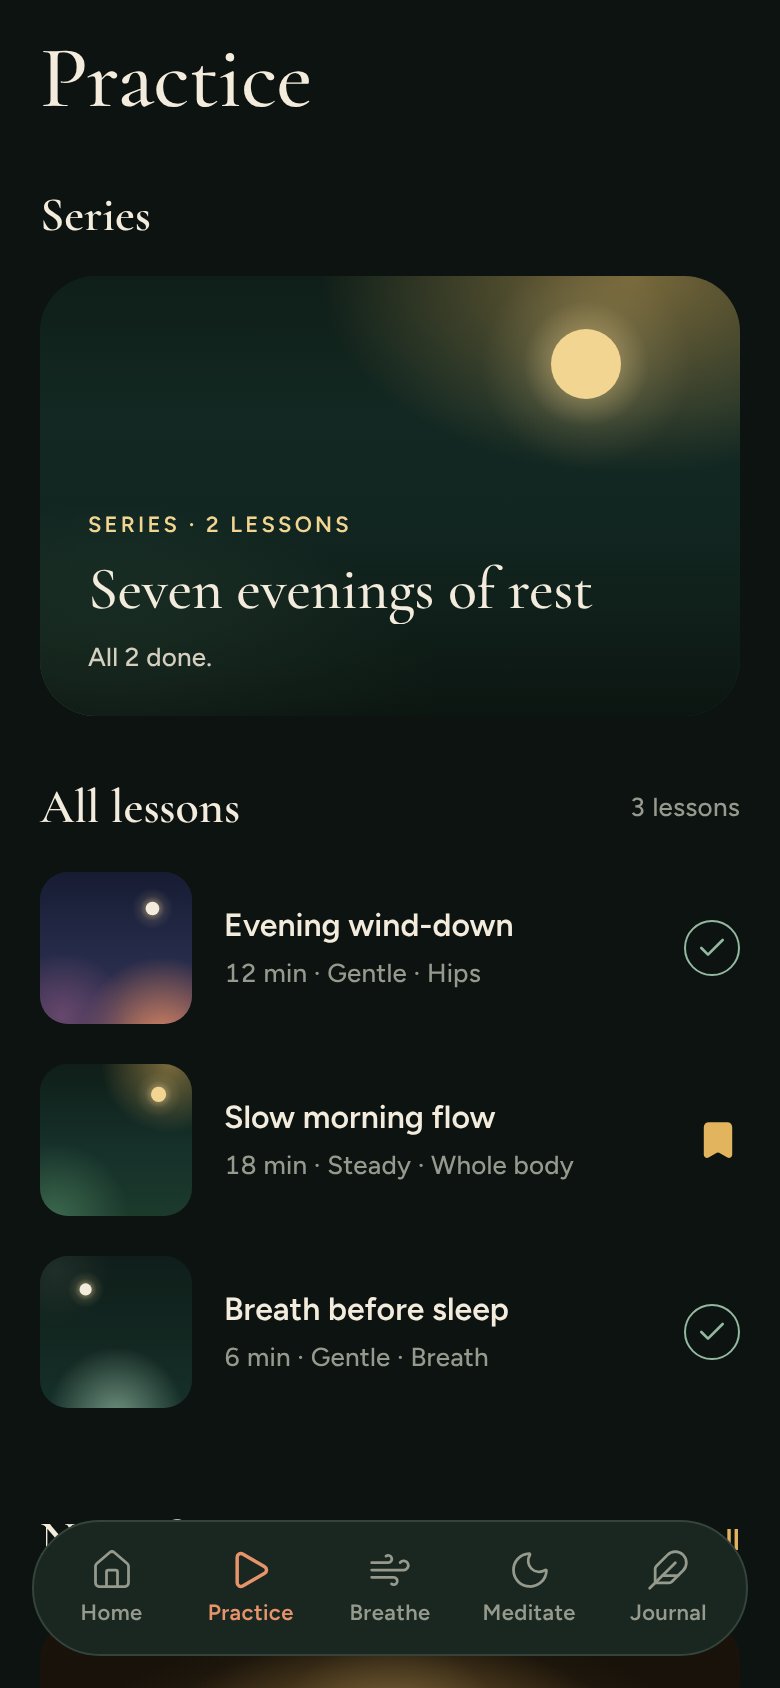 Practice
Series
SERIES · 2 LESSONS
Seven evenings of rest
All 2 done.
All lessons
3 lessons
Evening wind-down
12 min · Gentle · Hips
Slow morning flow
18 min · Steady · Whole body
Breath before sleep
6 min · Gentle · Breath
Home
Practice
Breathe
Meditate
Journal